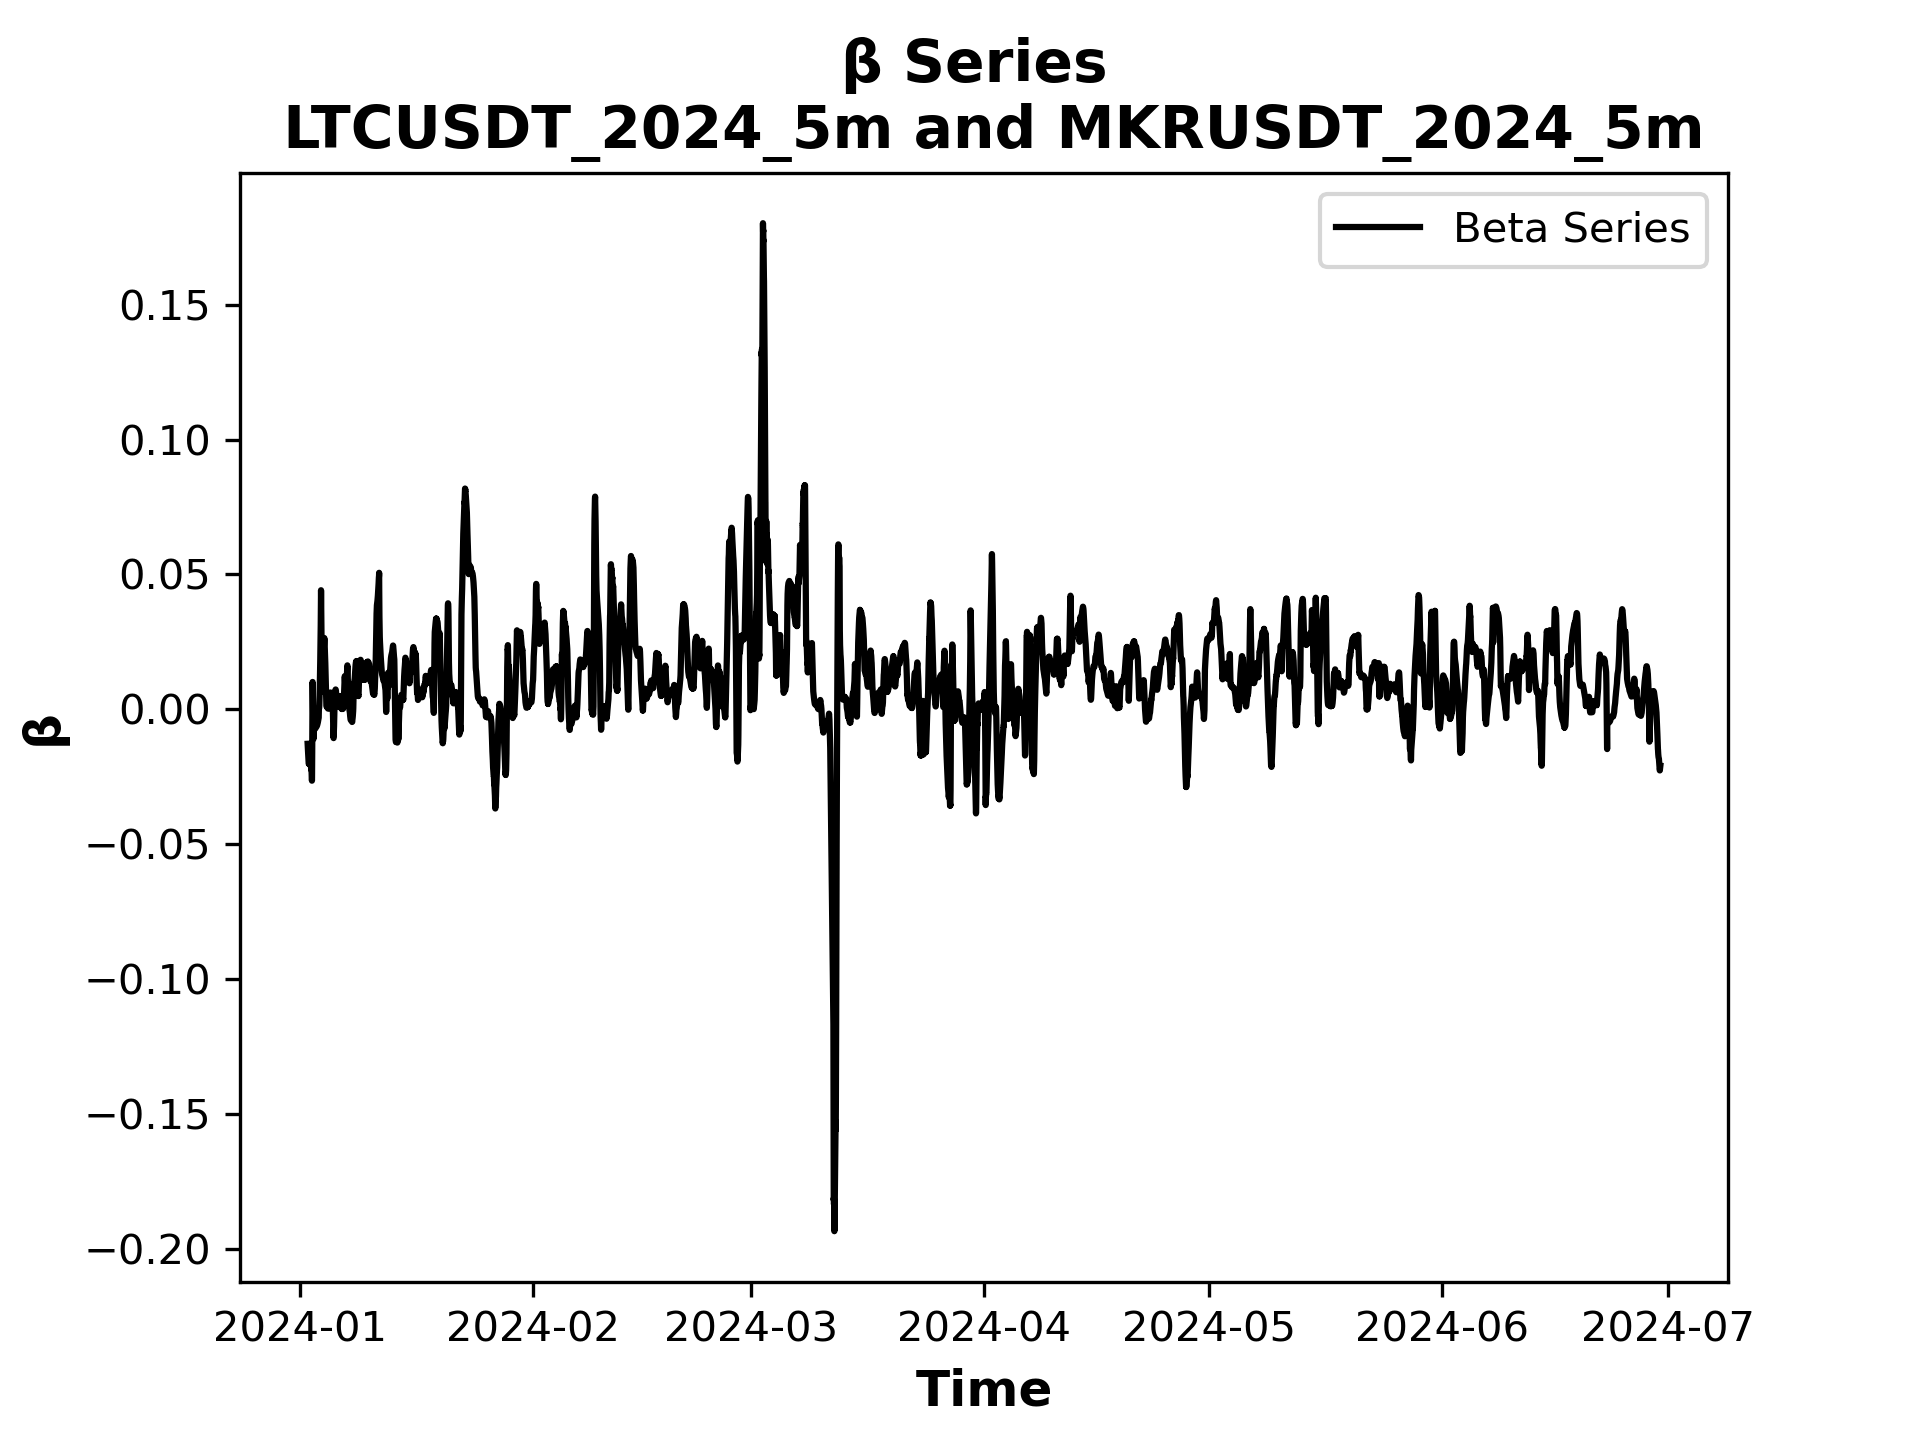 β Series
LTCUSDT_2024_5m and MKRUSDT_2024_5m
Beta Series
0.15
0.10
0.05
0.00
−0.05
−0.10
−0.15
−0.20
β
2024-01 2024-02 2024-03 2024-04 2024-05 2024-06 2024-07
Time